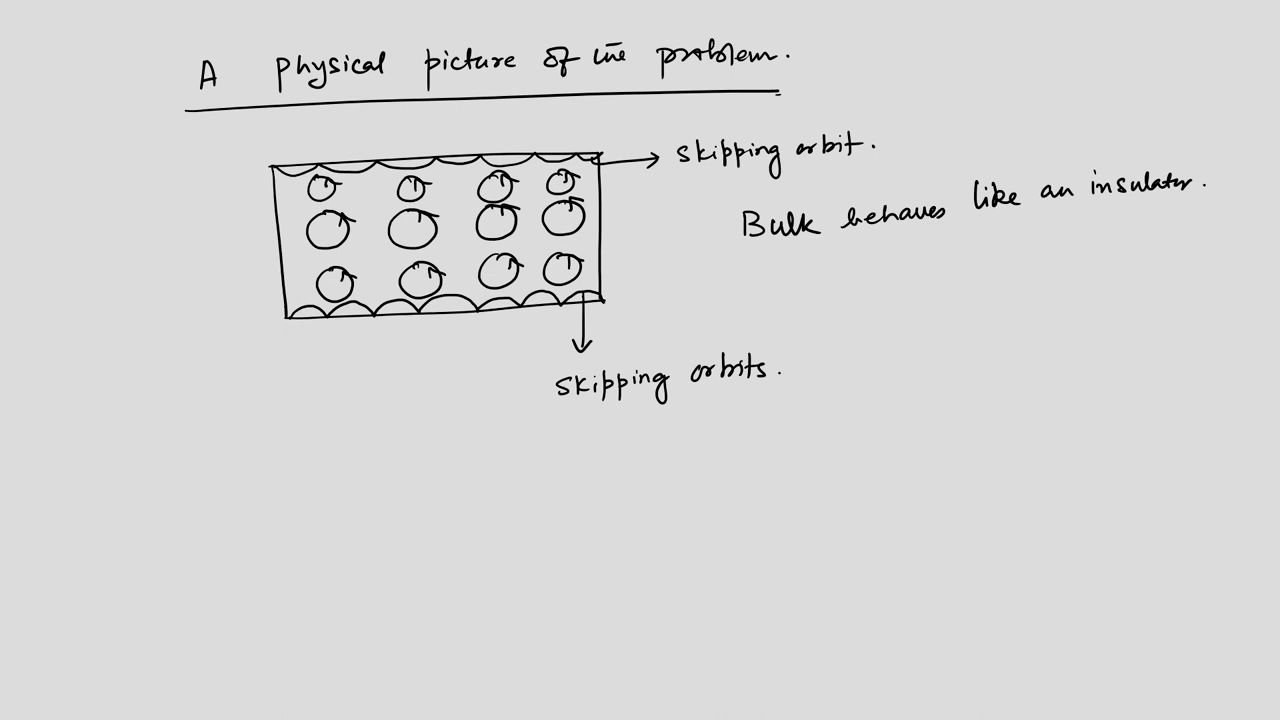 A physical picture of the problem.
skipping orbit.
Bulk behaves like an insulator.
skipping orbits.